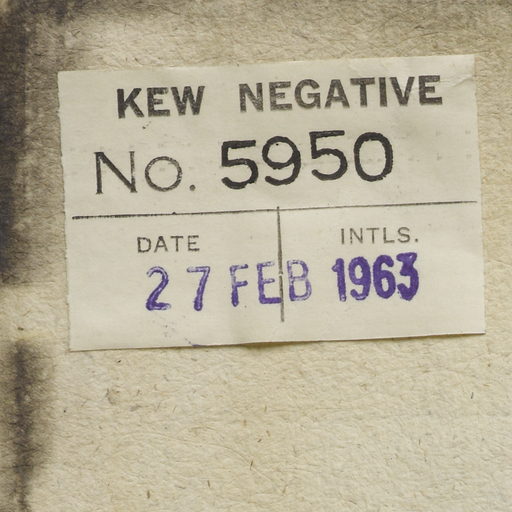 KEW NEGATIVE
No. 5950
DATE INTLS.
27 FEB 1963